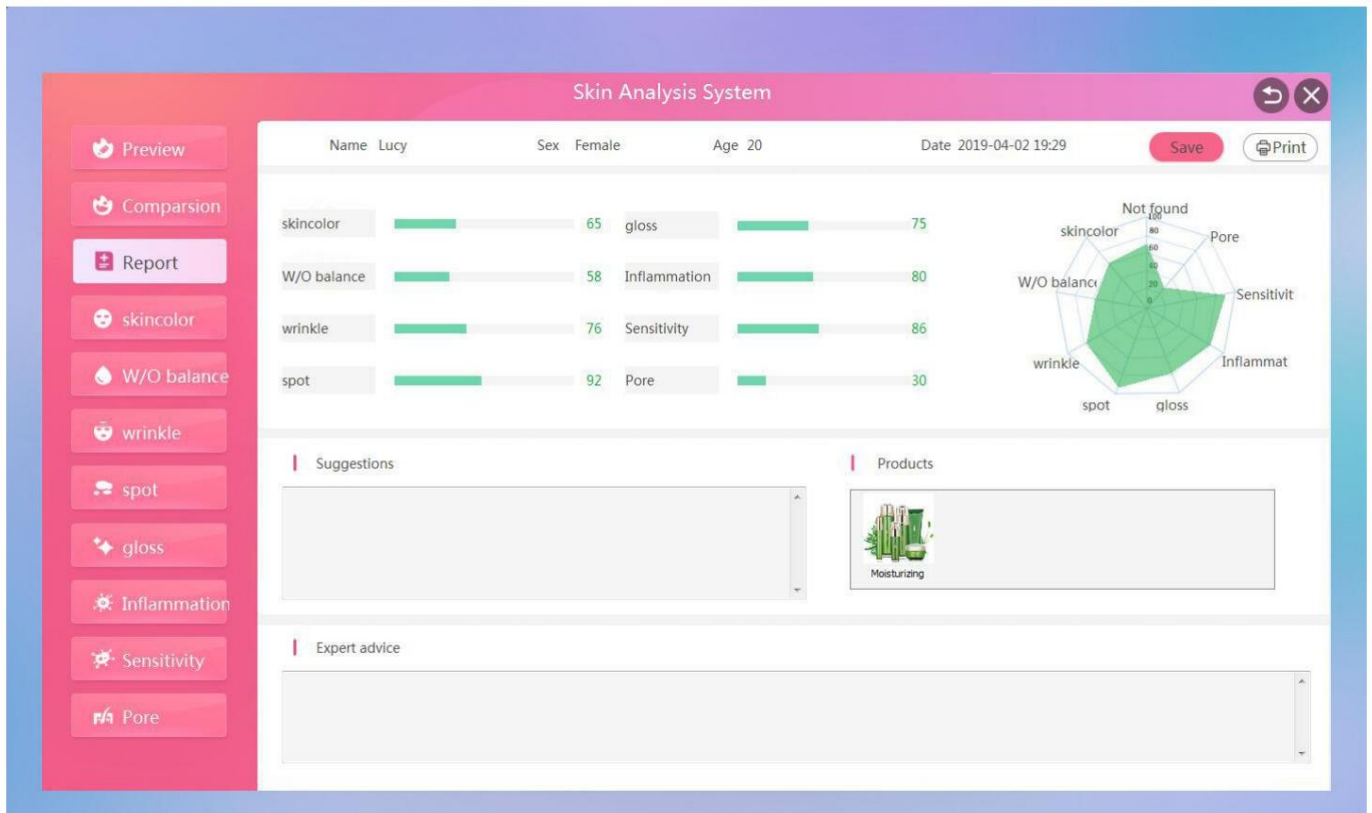 Skin Analysis System
Preview
Comparsion
Report
skincolor
W/O balance
wrinkle
spot
gloss
Inflammation
Sensitivity
Pore
Name Lucy Sex Female Age 20 Date 2019-04-02 19:29 Save Print
skincolor 65 gloss 75
W/O balance 58 Inflammation 80
wrinkle 76 Sensitivity 86
spot 92 Pore 30
Not found
100
skincolor 80 Pore
60
40
W/O balance 20 Sensitivit
0
wrinkle Inflammat
spot gloss
Suggestions Products
Moisturizing
Expert advice